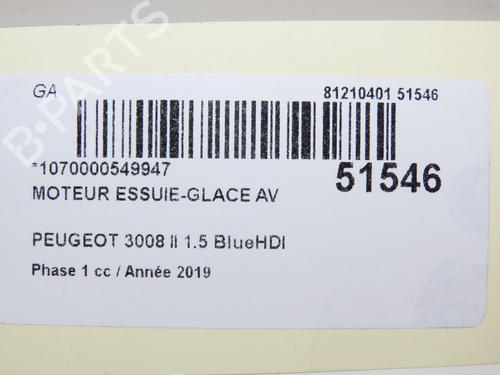 B-PARTS
GA
81210401 51546
*1070000549947
51546
MOTEUR ESSUIE-GLACE AV
PEUGEOT 3008 II 1.5 BlueHDI
Phase 1 cc / Année 2019